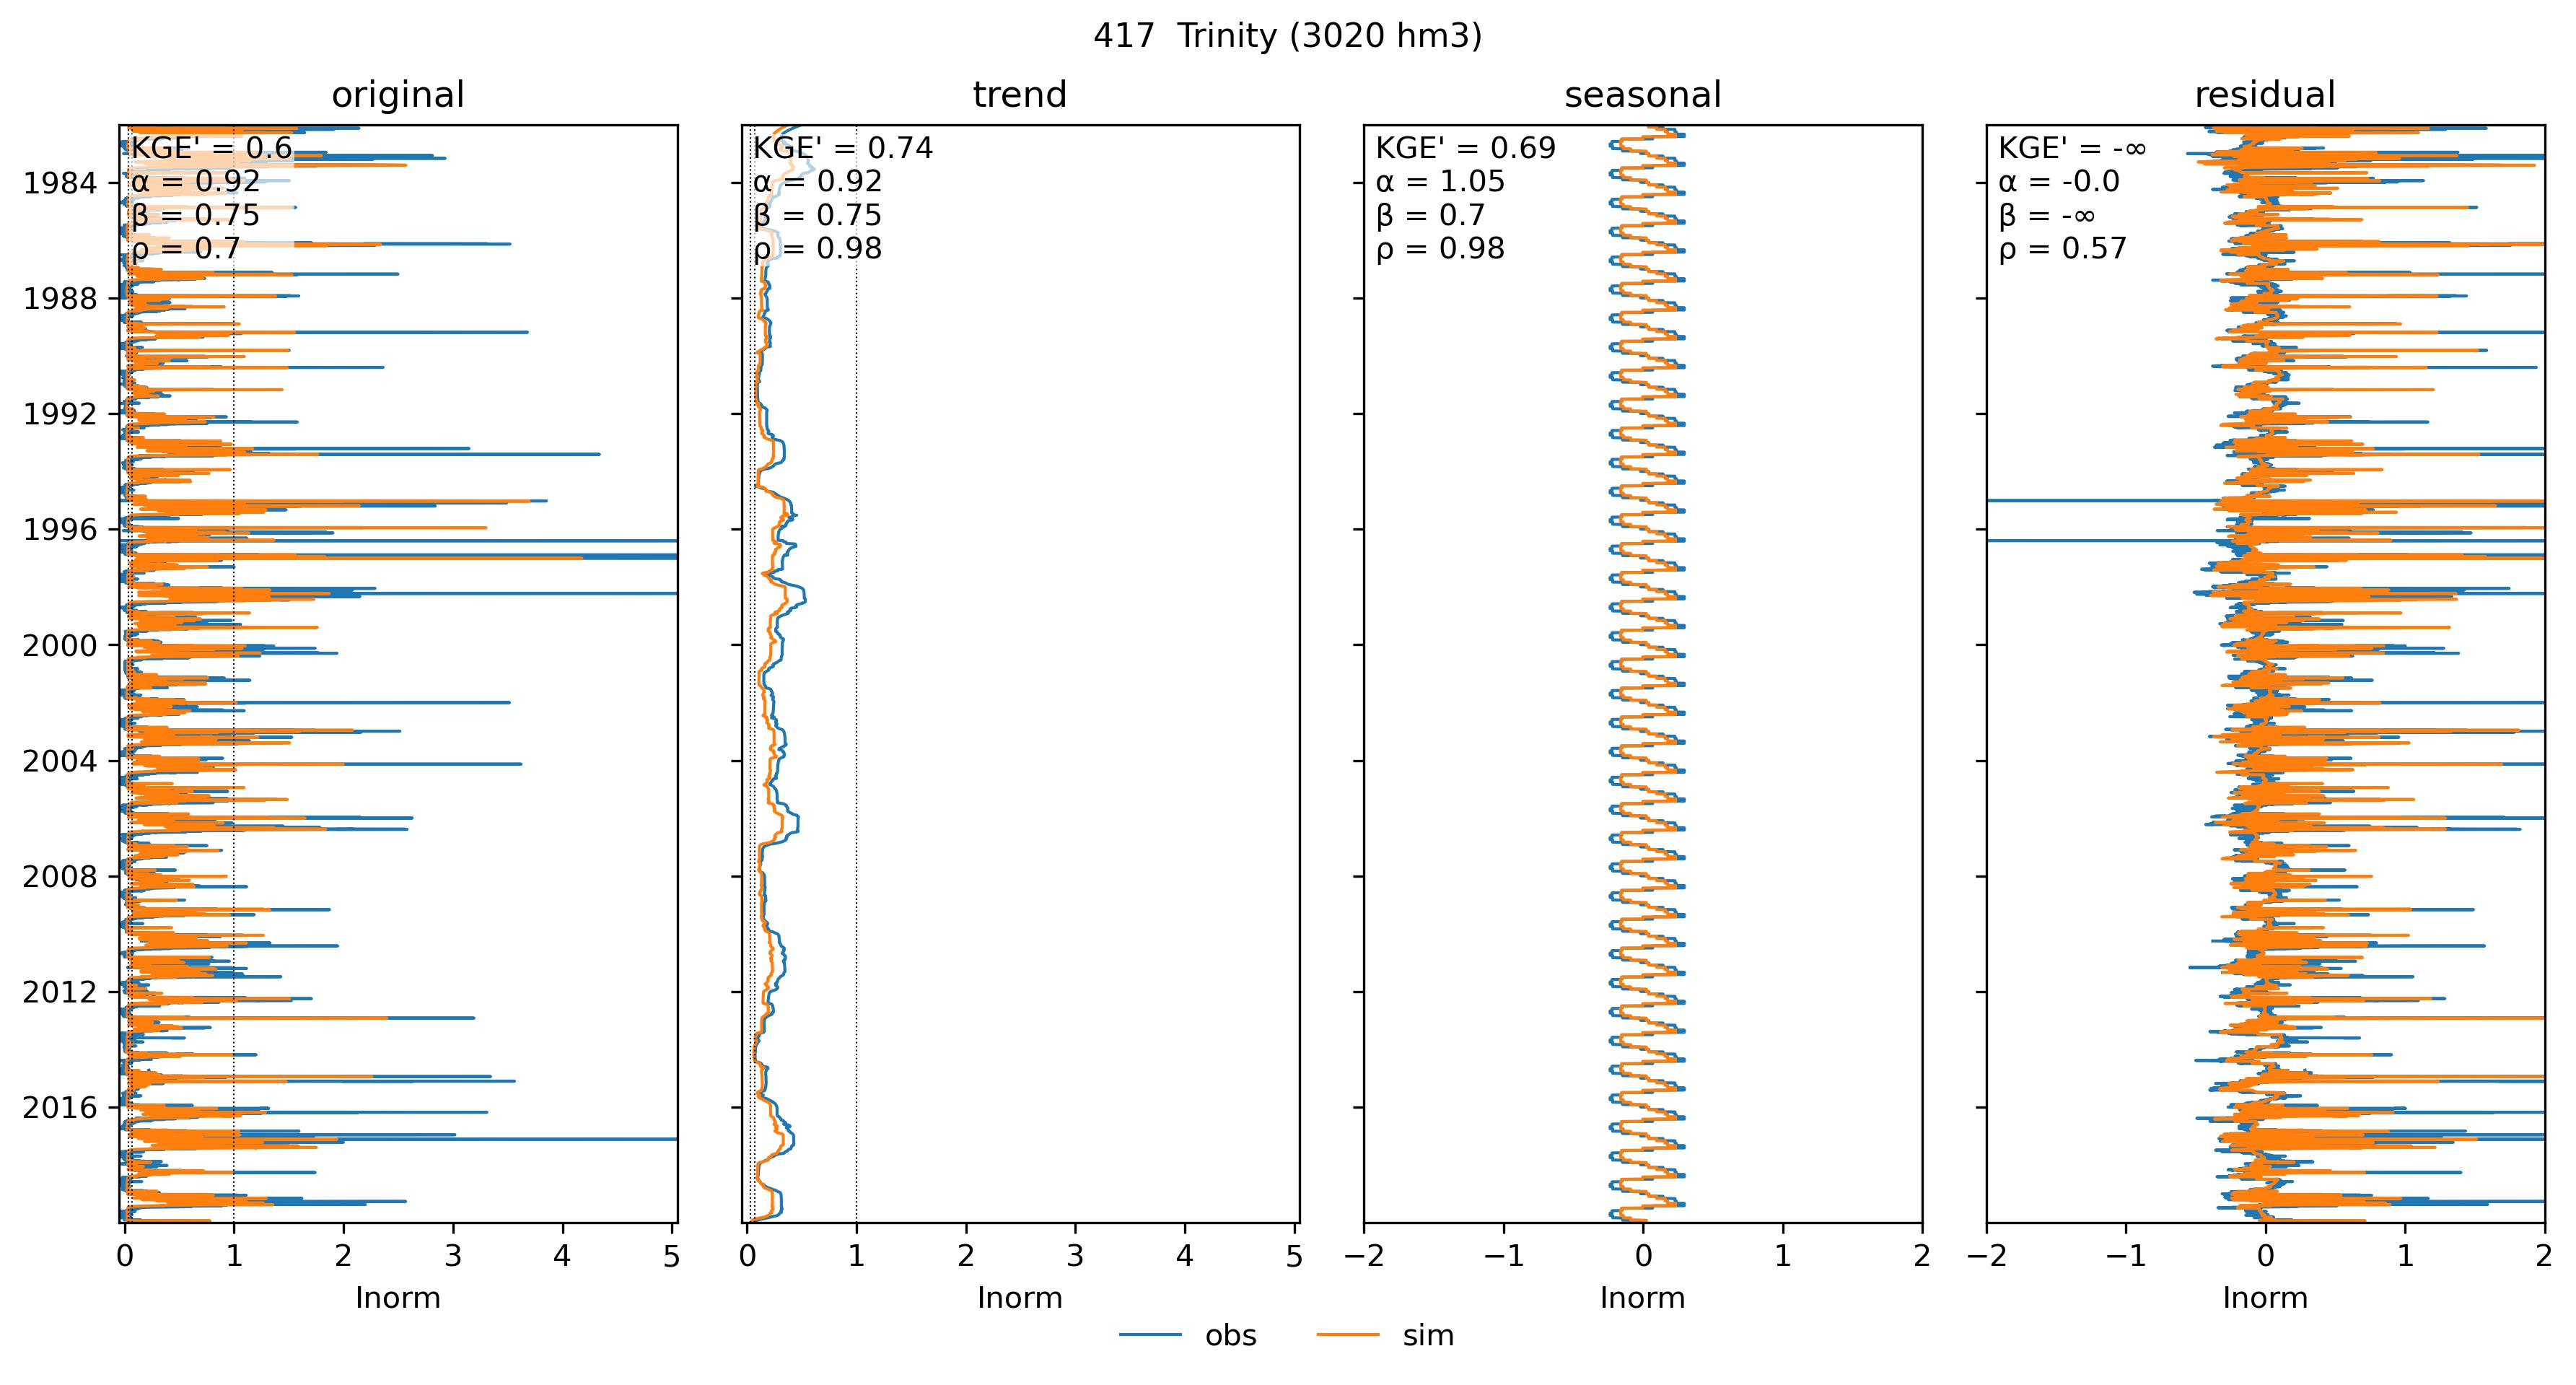 417  Trinity (3020 hm3)
original
trend
seasonal
residual
KGE' = 0.6
α = 0.92
β = 0.75
ρ = 0.7
KGE' = 0.74
α = 0.92
β = 0.75
ρ = 0.98
KGE' = 0.69
α = 1.05
β = 0.7
ρ = 0.98
KGE' = -∞
α = -0.0
β = -∞
ρ = 0.57
1984
1988
1992
1996
2000
2004
2008
2012
2016
0 1 2 3 4 5
0 1 2 3 4 5
−2 −1 0 1 2
−2 −1 0 1 2
Inorm
Inorm
Inorm
Inorm
obs
sim